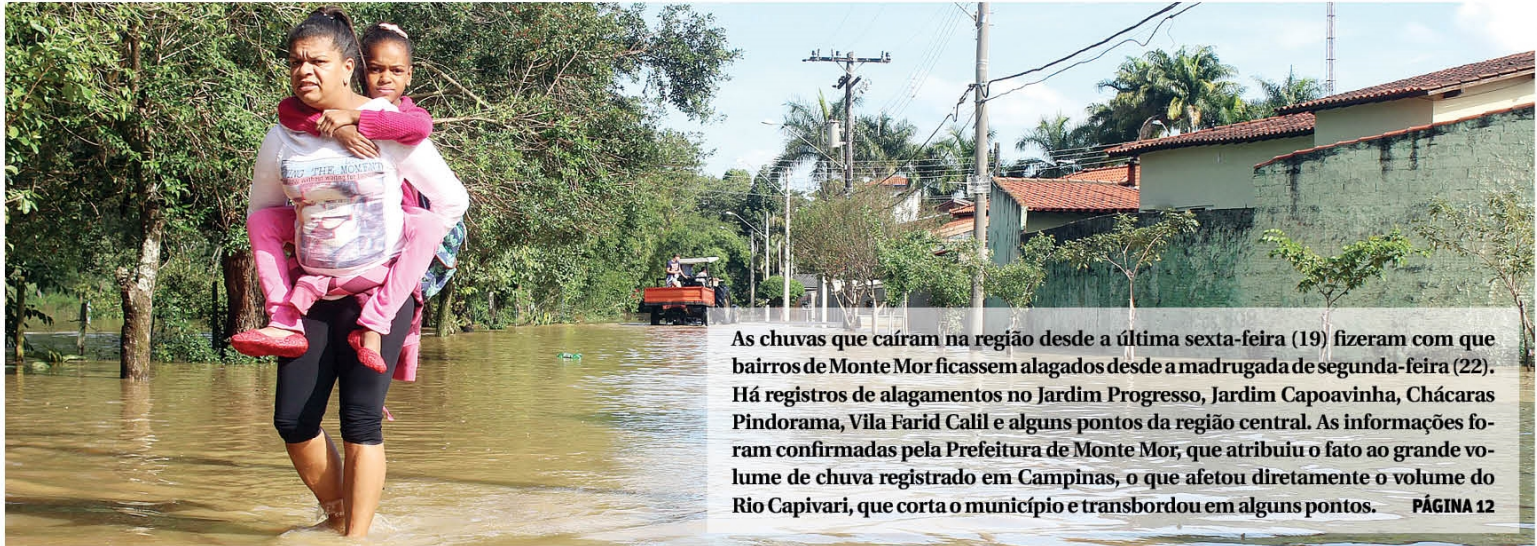 NG THE MOMENT
As chuvas que caíram na região desde a última sexta-feira (19) fizeram com que
bairros de Monte Mor ficassem alagados desde a madrugada de segunda-feira (22).
Há registros de alagamentos no Jardim Progresso, Jardim Capoavinha, Chácaras
Pindorama, Vila Farid Calil e alguns pontos da região central. As informações fo-
ram confirmadas pela Prefeitura de Monte Mor, que atribuiu o fato ao grande vo-
lume de chuva registrado em Campinas, o que afetou diretamente o volume do
Rio Capivari, que corta o município e transbordou em alguns pontos. PÁGINA 12